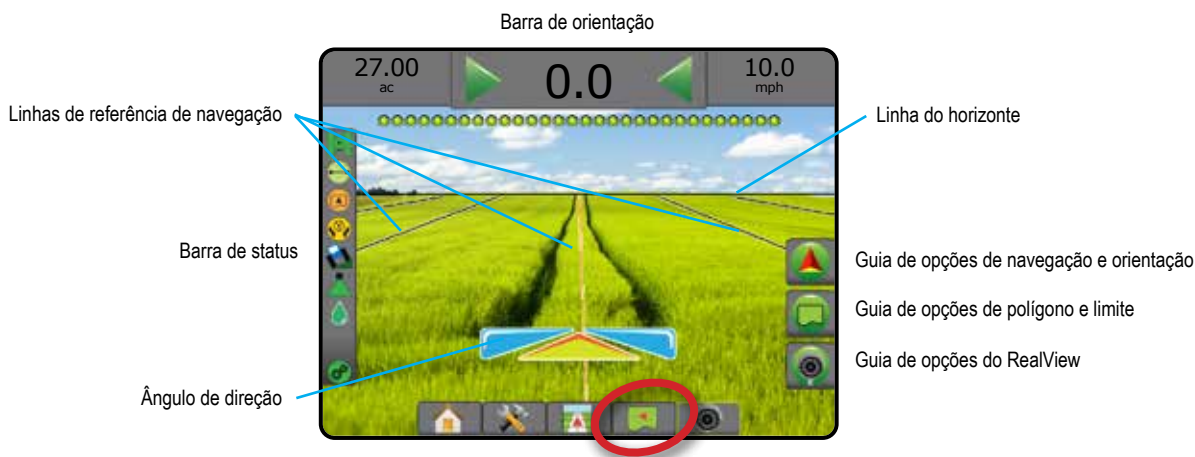 Barra de orientação
27.00
ac
0.0
10.0
mph
Linhas de referência de navegação
Linha do horizonte
Barra de status
Guia de opções de navegação e orientação
Guia de opções de polígono e limite
Guia de opções do RealView
Ângulo de direção